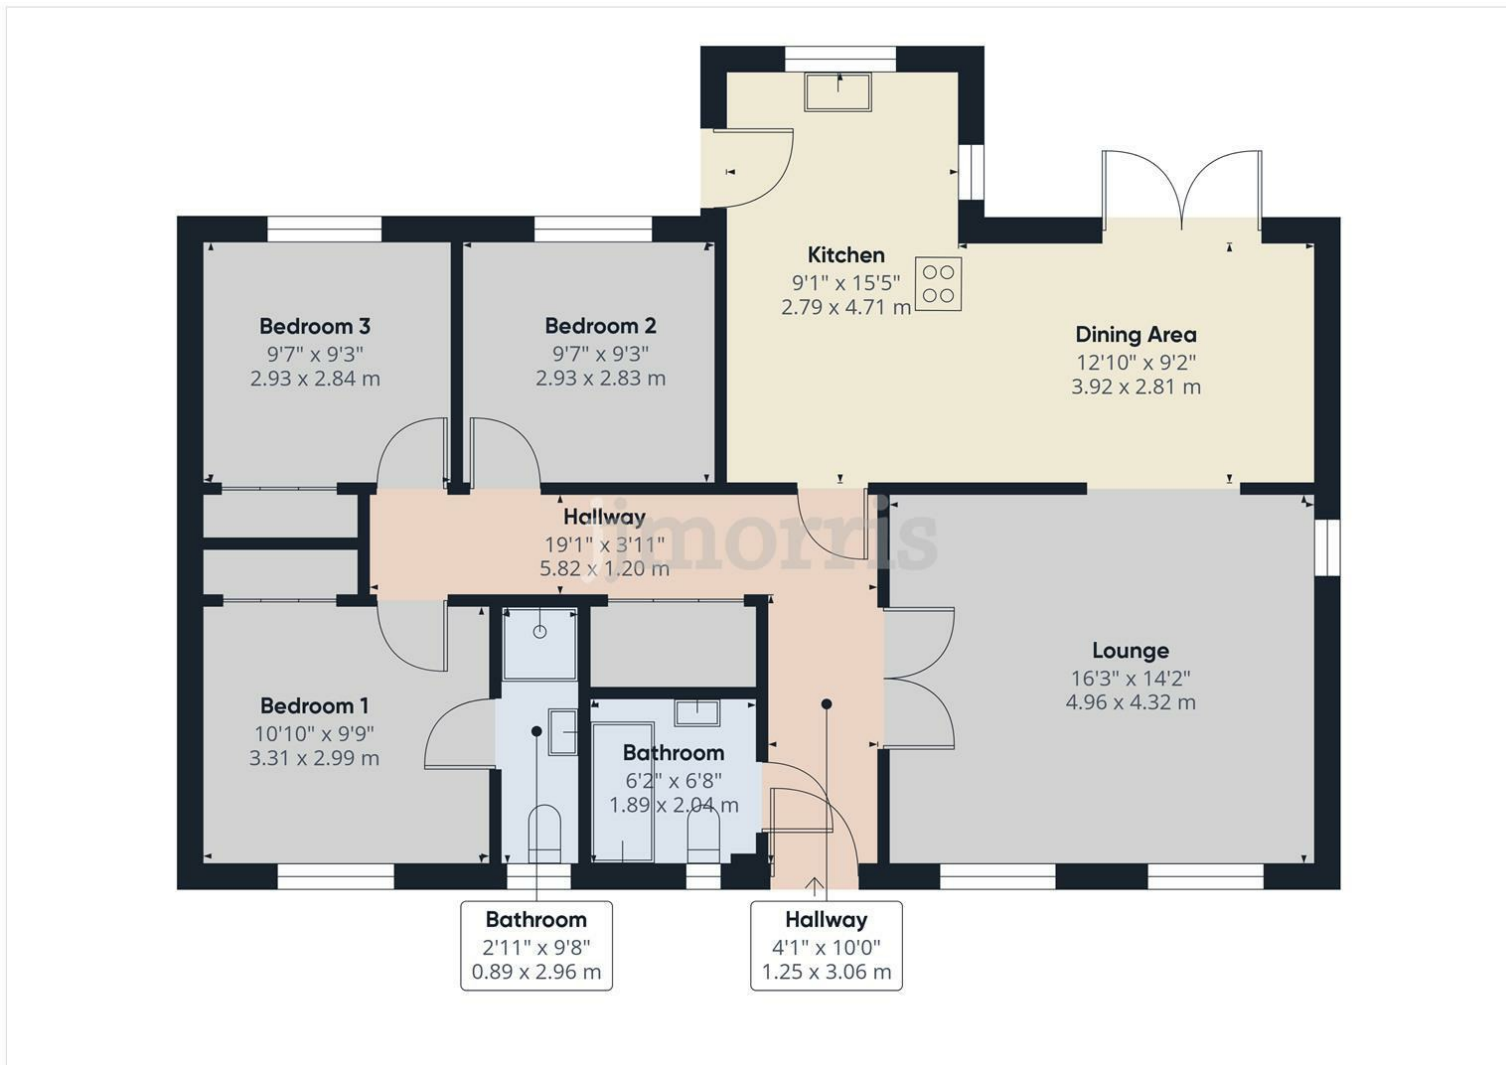 Kitchen
9'1" x 15'5"
2.79 x 4.71 m
Bedroom 3
9'7" x 9'3"
2.93 x 2.84 m
Bedroom 2
9'7" x 9'3"
2.93 x 2.83 m
Dining Area
12'10" x 9'2"
3.92 x 2.81 m
Hallway
19'1" x 3'11"
5.82 x 1.20 m
jjmorris
Lounge
16'3" x 14'2"
4.96 x 4.32 m
Bedroom 1
10'10" x 9'9"
3.31 x 2.99 m
Bathroom
6'2" x 6'8"
1.89 x 2.04 m
Bathroom
2'11" x 9'8"
0.89 x 2.96 m
Hallway
4'1" x 10'0"
1.25 x 3.06 m